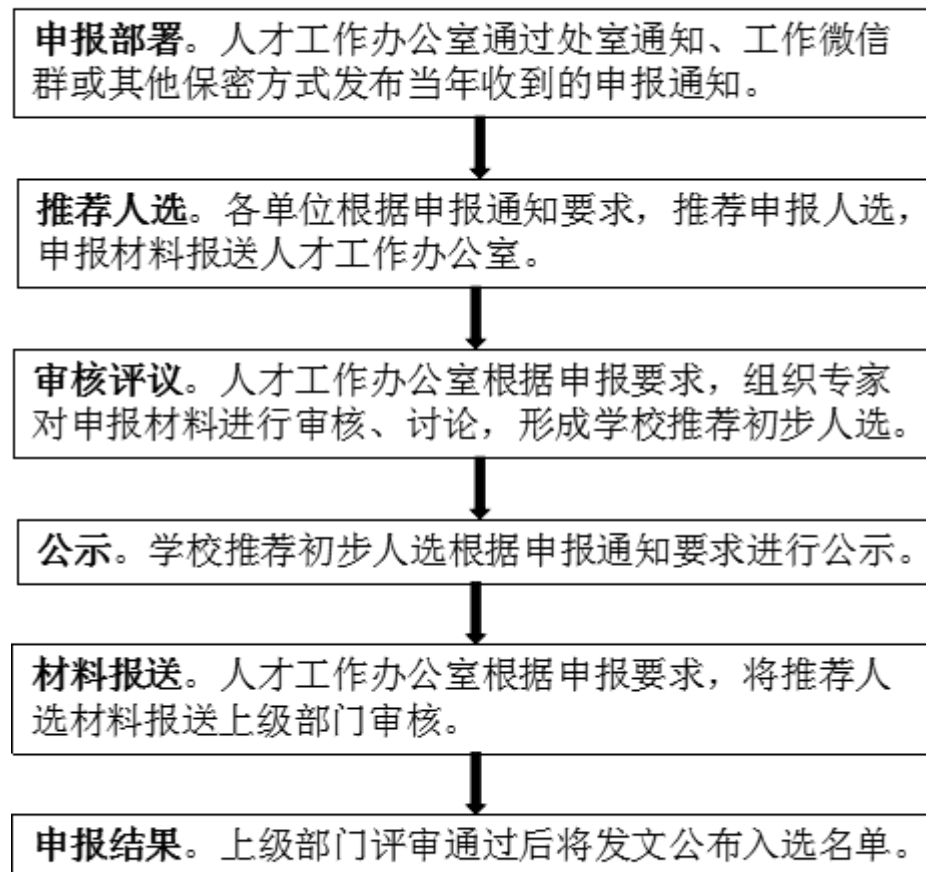 申报部署。人才工作办公室通过处室通知、工作微信
群或其他保密方式发布当年收到的申报通知。
推荐人选。各单位根据申报通知要求，推荐申报人选，
申报材料报送人才工作办公室。
审核评议。人才工作办公室根据申报要求，组织专家
对申报材料进行审核、讨论，形成学校推荐初步人选。
公示。学校推荐初步人选根据申报通知要求进行公示。
材料报送。人才工作办公室根据申报要求，将推荐人
选材料报送上级部门审核。
申报结果。上级部门评审通过后将发文公布入选名单。